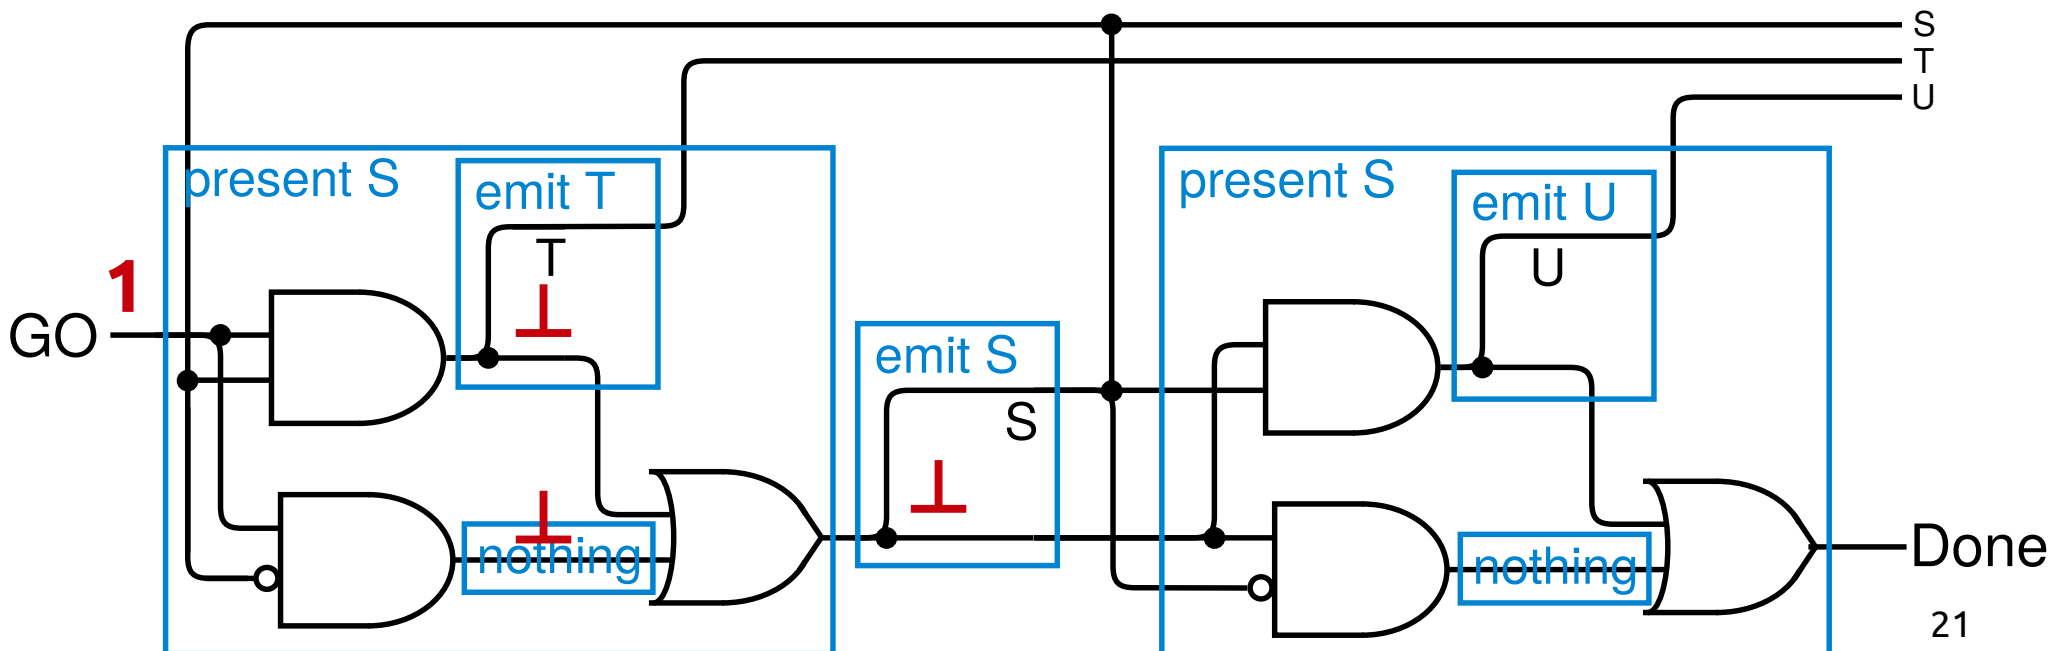 S
T
U
present S
emit T
T
⊥
1
GO
⊥
nothing
emit S
S
⊥
present S
emit U
U
nothing
Done
21